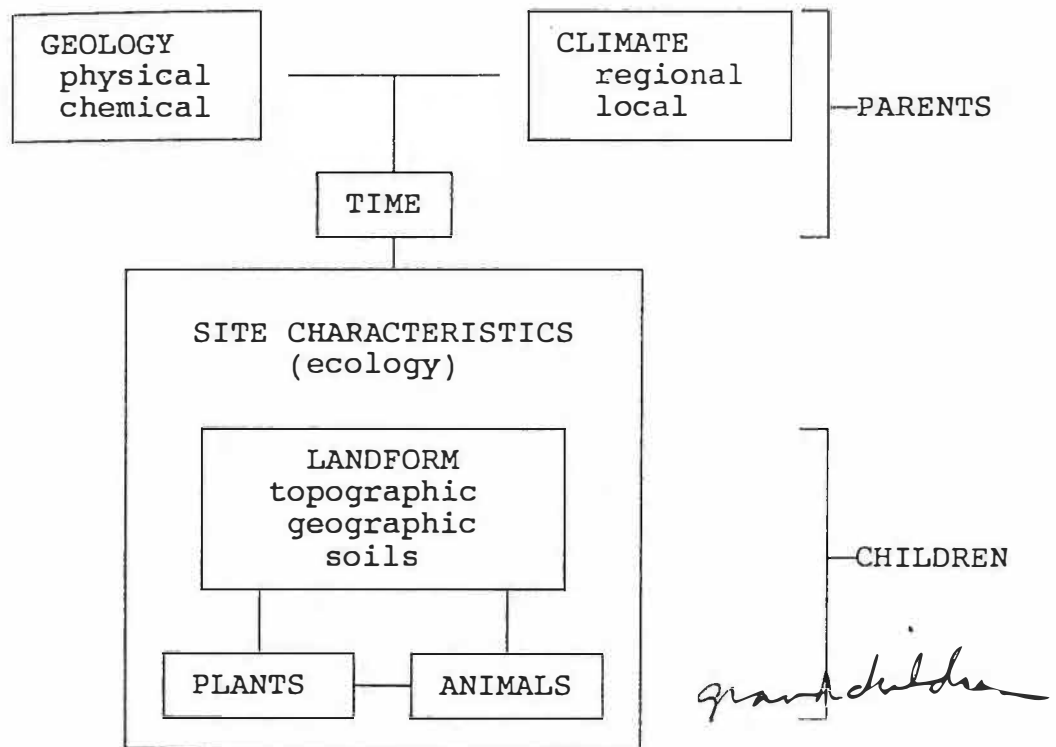 GEOLOGY
physical
chemical
CLIMATE
regional
local
PARENTS
TIME
SITE CHARACTERISTICS
(ecology)
LANDFORM
topographic
geographic
soils
CHILDREN
PLANTS
ANIMALS
grandchildren